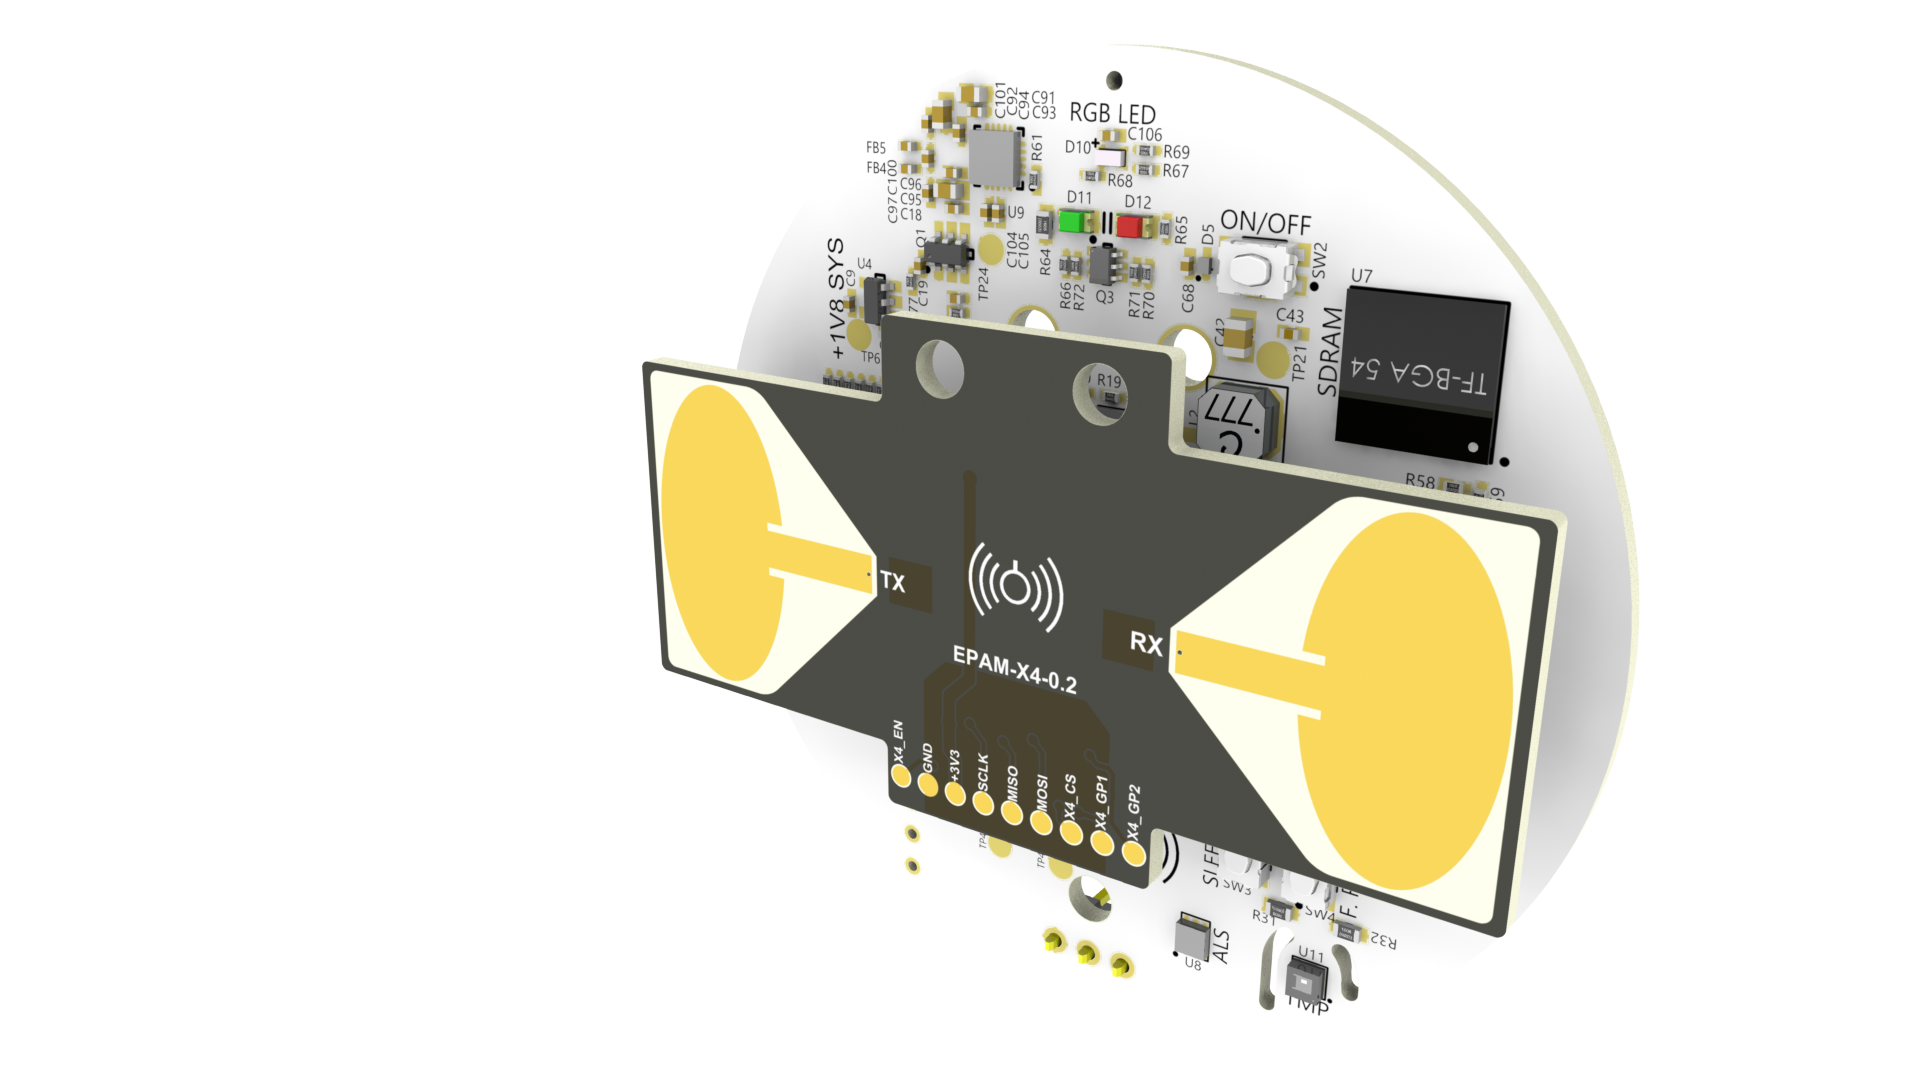 C101
C92
C94
C91
C93
RGB LED
C106
D10
R69
R67
R68
R61
FB5
FB4
C100
C97
C96
C95
C18
U9
D11
D12
R65
D5
ON/OFF
SW2
Q1
C104
C105
R64
TP24
R66
R72
Q3
R71
R70
C68
U4
C9
C19
+1V8 SYS
TP6
C42
C43
TP21
U7
SDRAM
TF-BGA 54
R19
777
R58
TX
RX
EPAM-X4-0.2
X4_EN
GND
+3V3
SCLK
MISO
MOSI
X4_CS
X4_GP1
X4_GP2
SW3
SW4
R31
R32
U8
ALS
U11
TMP